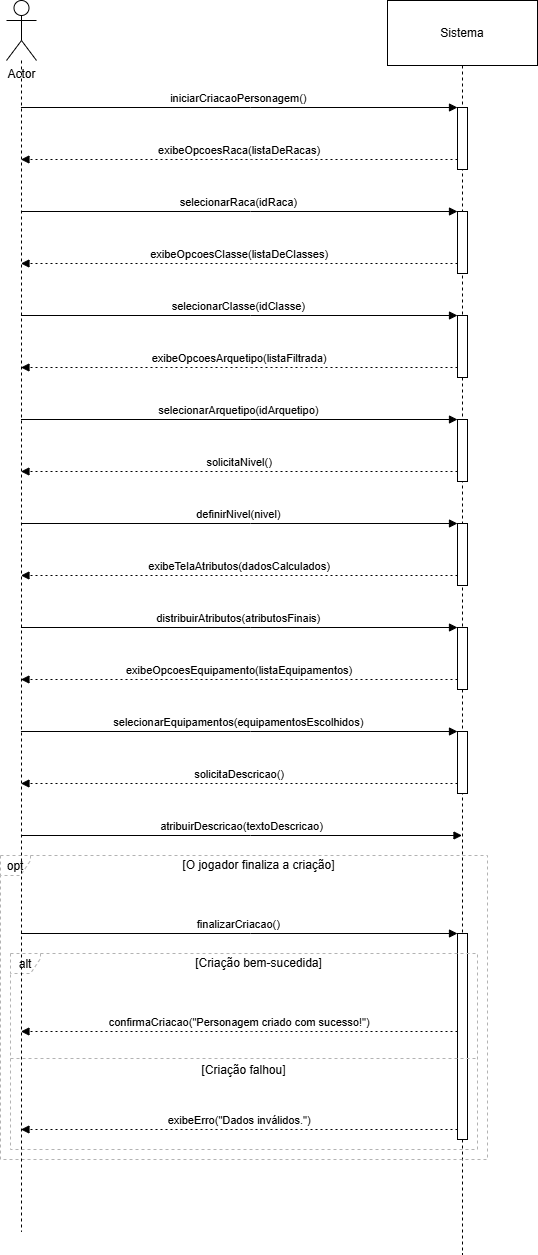 Sistema
Actor
iniciarCriacaoPersonagem()
exibeOpcoesRaca(listaDeRacas)
selecionarRaca(idRaca)
exibeOpcoesClasse(listaDeClasses)
selecionarClasse(idClasse)
exibeOpcoesArquetipo(listaFiltrada)
selecionarArquetipo(idArquetipo)
solicitaNivel()
definirNivel(nivel)
exibeTelaAtributos(dadosCalculados)
distribuirAtributos(atributosFinais)
exibeOpcoesEquipamento(listaEquipamentos)
selecionarEquipamentos(equipamentosEscolhidos)
solicitaDescricao()
atribuirDescricao(textoDescricao)
opt
[O jogador finaliza a criação]
finalizarCriacao()
alt
[Criação bem-sucedida]
confirmaCriacao("Personagem criado com sucesso!")
[Criação falhou]
exibeErro("Dados inválidos.")